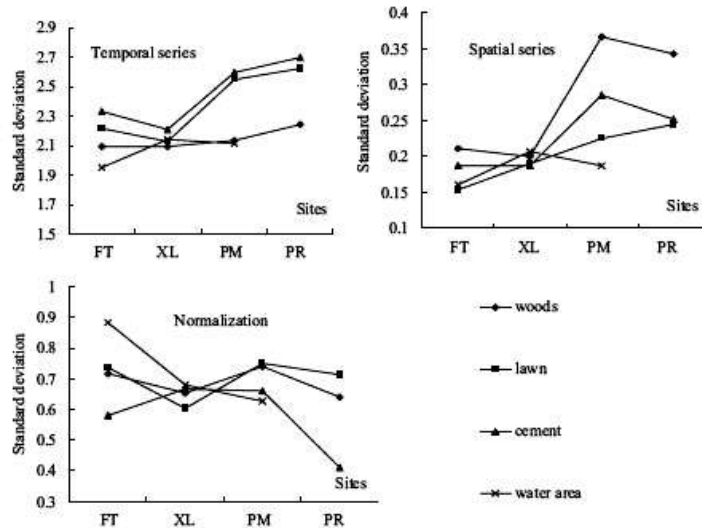 Temporal series
Standard deviation
2.9
2.7
2.5
2.3
2.1
1.9
1.7
1.5
Sites
FT XL PM PR
Spatial series
Standard deviation
0.4
0.35
0.3
0.25
0.2
0.15
0.1
Sites
FT XL PM PR
Normalization
Standard deviation
1
0.9
0.8
0.7
0.6
0.5
0.4
0.3
Sites
FT XL PM PR
woods
lawn
cement
water area